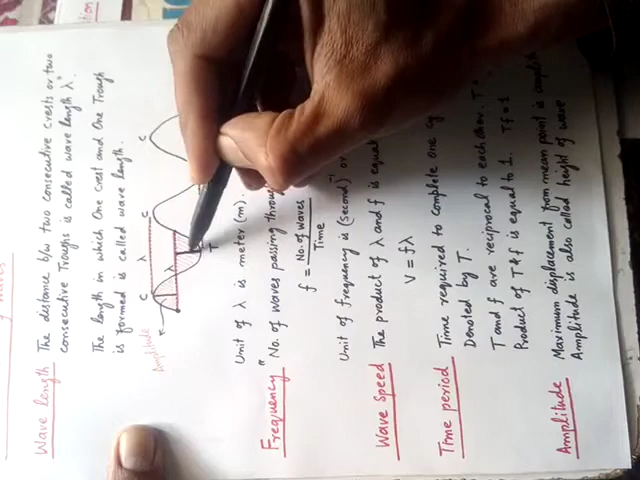 of waves
Wave length The distance b/w two consecutive crests or two
consecutive Troughs is called wave length λ"
The length in which One crest and One Trough
is formed is called wave length.
C λ C C
λ
T
Amplitude
Unit of λ is meter (m).
Frequency " No. of waves passing throu
f = No. of waves / Time
Unit of frequency is (Second)⁻¹ or
Wave Speed The product of λ and f is equal
V = fλ
Time period Time required to complete one cy
Denoted by T.
T and f are reciprocal to each other. T
Product of T & f is equal to 1. Tf = 1
Amplitude Maximum displacement from mean point is
Amplitude is also called height of wave